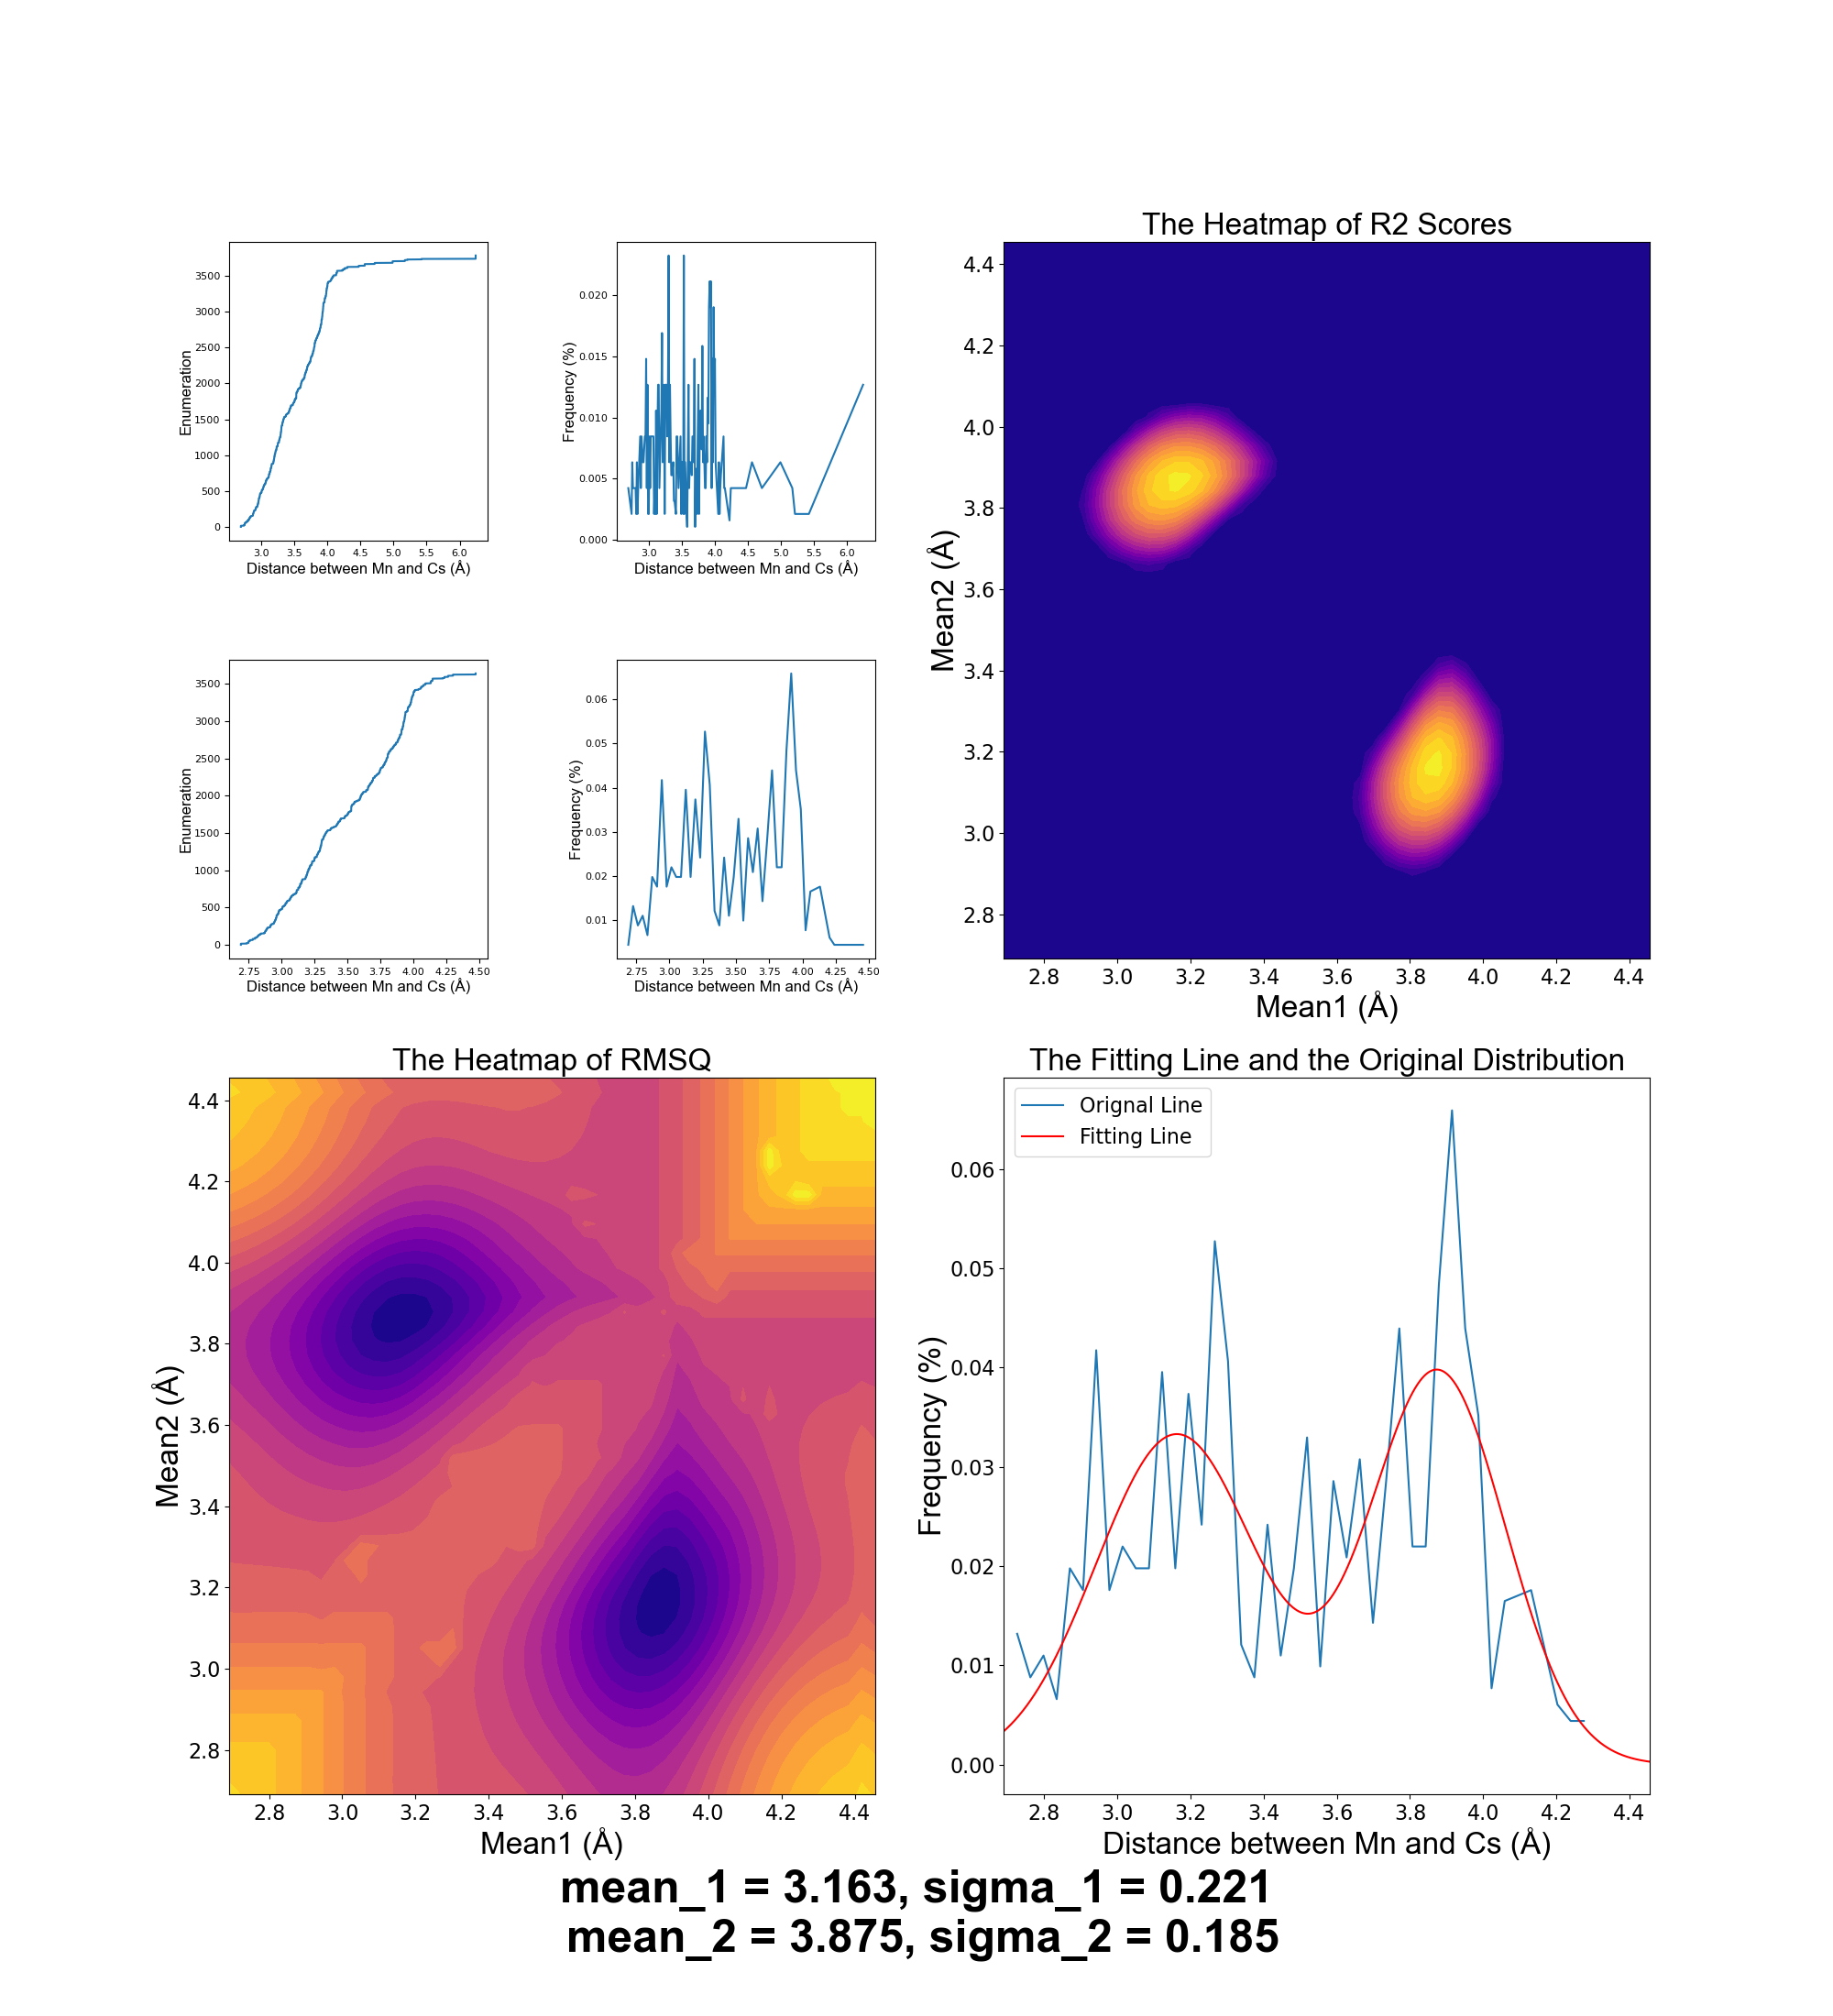 3500
3000
2500
2000
1500
1000
500
0
Enumeration
3.0 3.5 4.0 4.5 5.0 5.5 6.0
Distance between Mn and Cs (Å)
0.020
0.015
0.010
0.005
0.000
Frequency (%)
3.0 3.5 4.0 4.5 5.0 5.5 6.0
Distance between Mn and Cs (Å)
The Heatmap of R2 Scores
4.4
4.2
4.0
3.8
3.6
3.4
3.2
3.0
2.8
Mean2 (Å)
2.8 3.0 3.2 3.4 3.6 3.8 4.0 4.2 4.4
Mean1 (Å)
3500
3000
2500
2000
1500
1000
500
0
Enumeration
2.75 3.00 3.25 3.50 3.75 4.00 4.25 4.50
Distance between Mn and Cs (Å)
0.06
0.05
0.04
0.03
0.02
0.01
Frequency (%)
2.75 3.00 3.25 3.50 3.75 4.00 4.25 4.50
Distance between Mn and Cs (Å)
The Heatmap of RMSQ
4.4
4.2
4.0
3.8
3.6
3.4
3.2
3.0
2.8
Mean2 (Å)
2.8 3.0 3.2 3.4 3.6 3.8 4.0 4.2 4.4
Mean1 (Å)
The Fitting Line and the Original Distribution
Orignal Line
Fitting Line
0.06
0.05
0.04
0.03
0.02
0.01
0.00
Frequency (%)
2.8 3.0 3.2 3.4 3.6 3.8 4.0 4.2 4.4
Distance between Mn and Cs (Å)
mean_1 = 3.163, sigma_1 = 0.221
mean_2 = 3.875, sigma_2 = 0.185